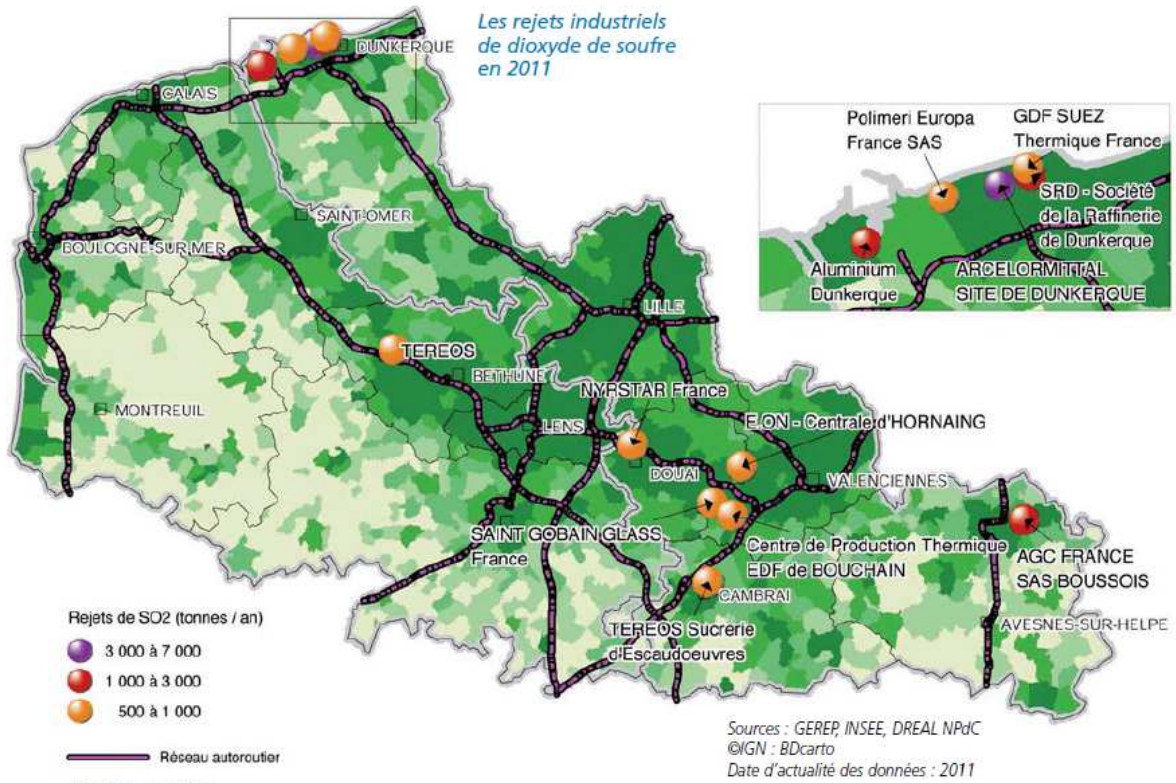 Les rejets industriels
de dioxyde de soufre
en 2011
DUNKERQUE
CALAIS
SAINT-OMER
BOULOGNE-SUR-MER
LILLE
TEREOS
BETHUNE
NYRSTAR France
MONTREUIL
LENS
E.ON - Centrale d'HORNAING
DOUAI
VALENCIENNES
SAINT GOBAIN GLASS
France
Centre de Production Thermique
EDF de BOUCHAIN
AGC FRANCE
SAS BOUSSOIS
CAMBRAI
TEREOS Sucrerie
d'Escaudoeuvres
AVESNES-SUR-HELPE
Polimeri Europa
France SAS
GDF SUEZ
Thermique France
SRD - Société
de la Raffinerie
de Dunkerque
Aluminium
Dunkerque
ARCELORMITTAL
SITE DE DUNKERQUE
Rejets de SO2 (tonnes / an)
3 000 à 7 000
1 000 à 3 000
500 à 1 000
Réseau autoroutier
Sources : GEREP, INSEE, DREAL NPdC
©IGN : BDcarto
Date d'actualité des données : 2011